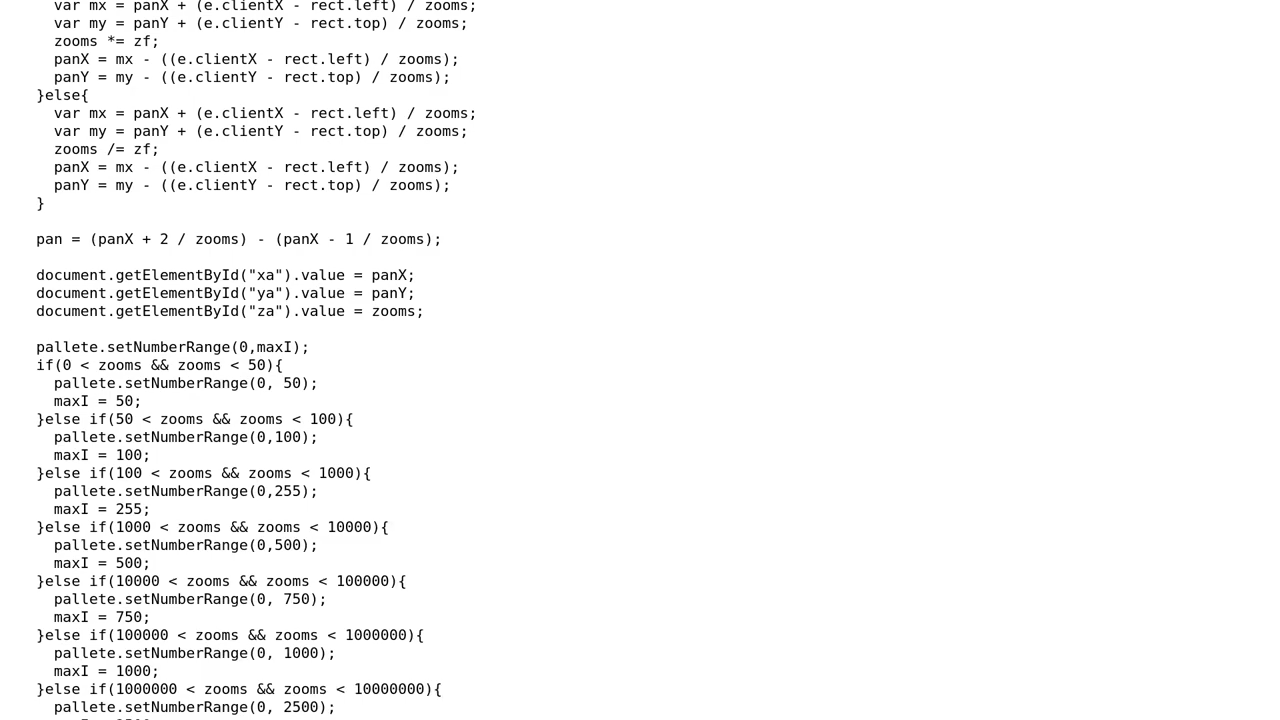 var mx = panX + (e.clientX - rect.left) / zooms;
var my = panY + (e.clientY - rect.top) / zooms;
zooms *= zf;
panX = mx - ((e.clientX - rect.left) / zooms);
panY = my - ((e.clientY - rect.top) / zooms);
}else{
var mx = panX + (e.clientX - rect.left) / zooms;
var my = panY + (e.clientY - rect.top) / zooms;
zooms /= zf;
panX = mx - ((e.clientX - rect.left) / zooms);
panY = my - ((e.clientY - rect.top) / zooms);
}
pan = (panX + 2 / zooms) - (panX - 1 / zooms);
document.getElementById("xa").value = panX;
document.getElementById("ya").value = panY;
document.getElementById("za").value = zooms;
pallete.setNumberRange(0,maxI);
if(0 < zooms && zooms < 50){
pallete.setNumberRange(0, 50);
maxI = 50;
}else if(50 < zooms && zooms < 100){
pallete.setNumberRange(0,100);
maxI = 100;
}else if(100 < zooms && zooms < 1000){
pallete.setNumberRange(0,255);
maxI = 255;
}else if(1000 < zooms && zooms < 10000){
pallete.setNumberRange(0,500);
maxI = 500;
}else if(10000 < zooms && zooms < 100000){
pallete.setNumberRange(0, 750);
maxI = 750;
}else if(100000 < zooms && zooms < 1000000){
pallete.setNumberRange(0, 1000);
maxI = 1000;
}else if(1000000 < zooms && zooms < 10000000){
pallete.setNumberRange(0, 2500);